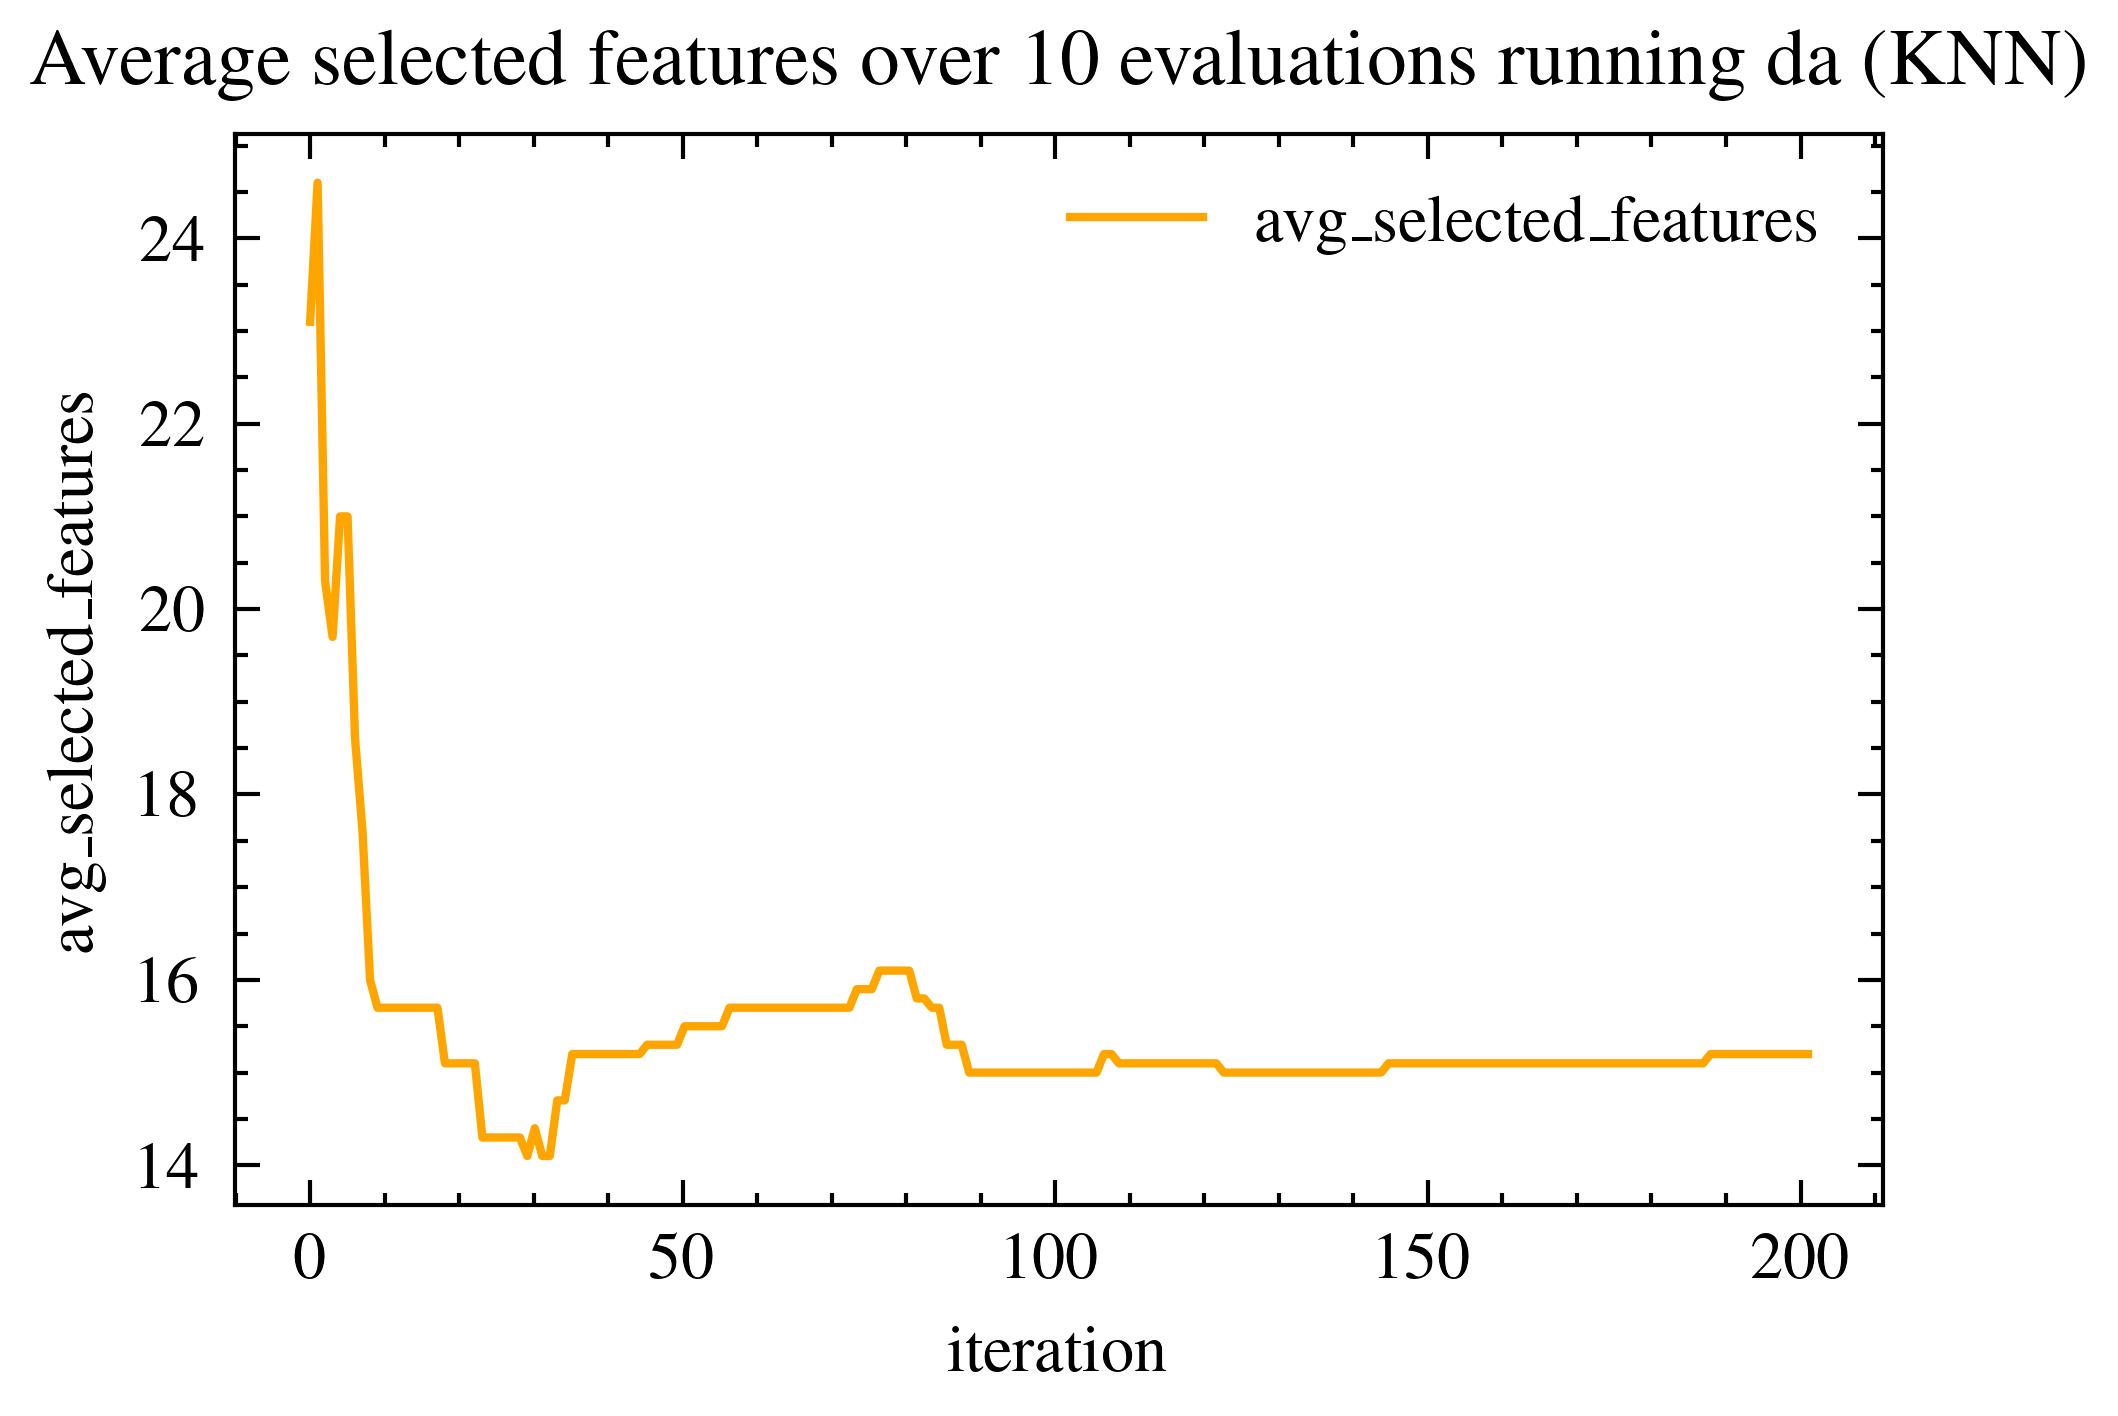 Average selected features over 10 evaluations running da (KNN)
avg_selected_features
avg_selected_features
24
22
20
18
16
14
0 50 100 150 200
iteration